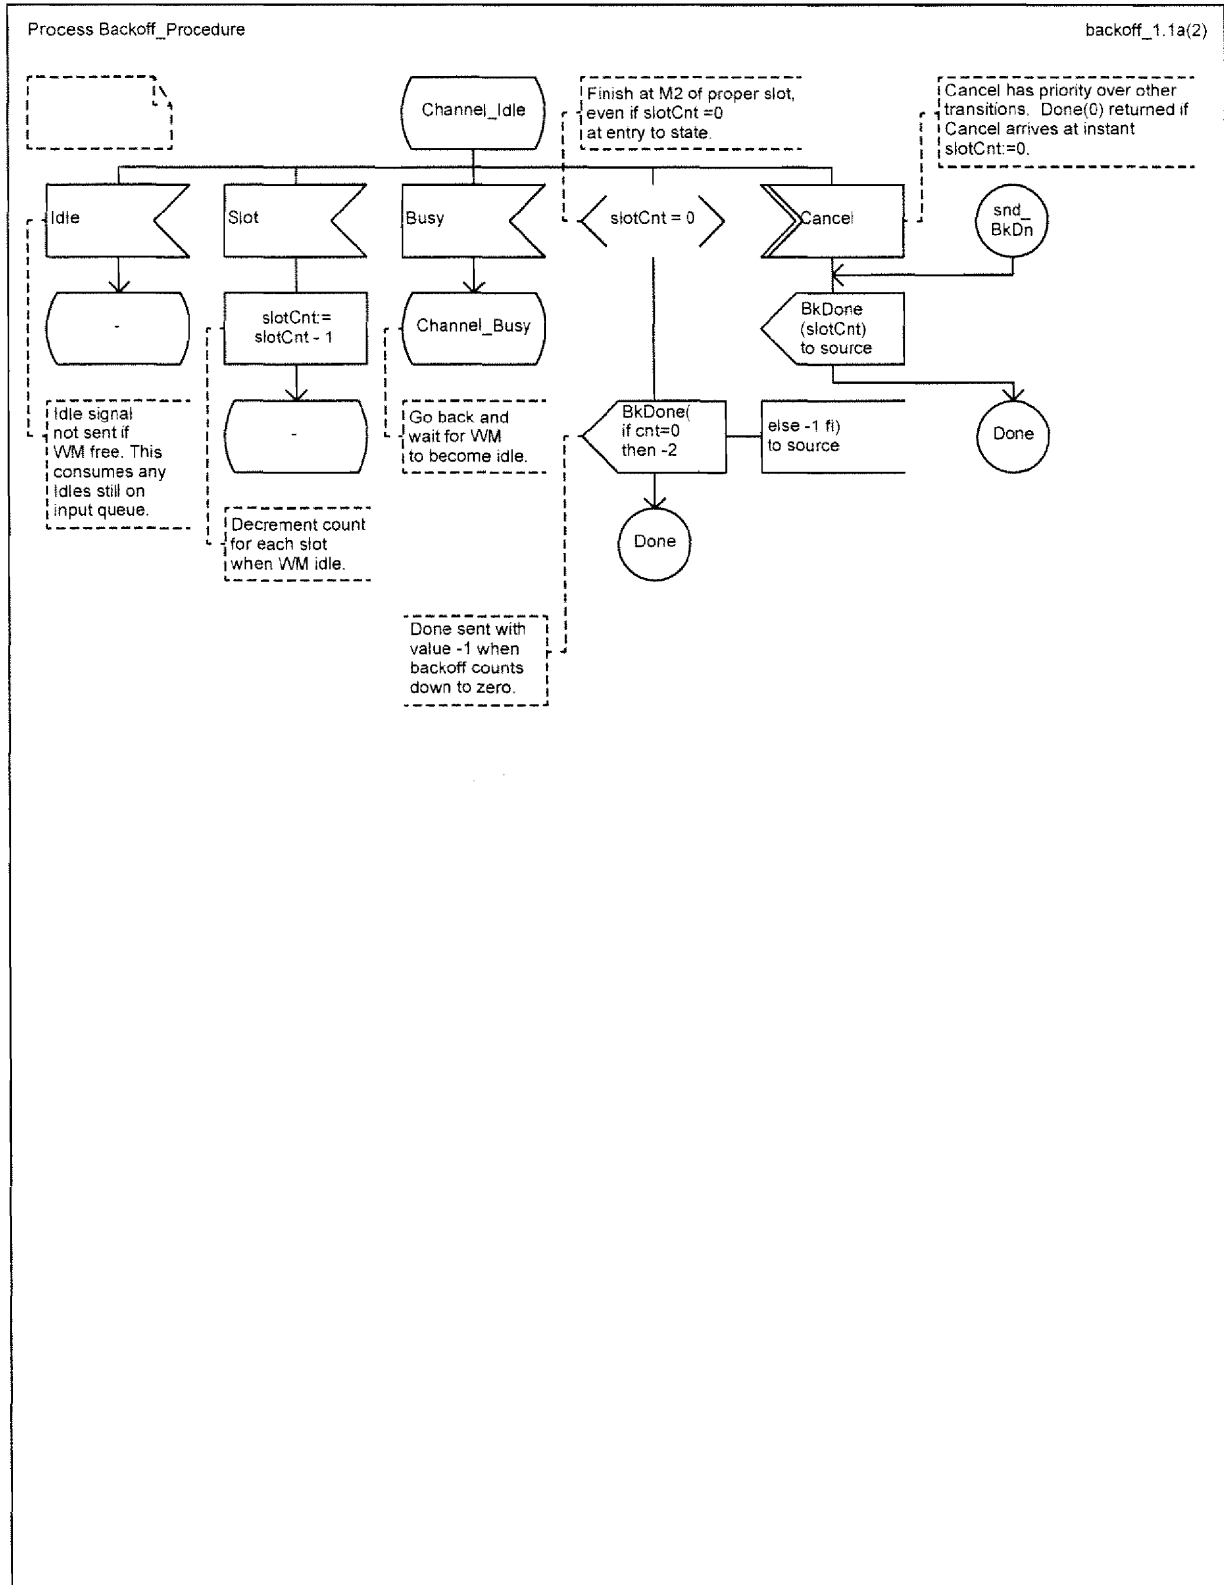 Process Backoff_Procedure
backoff_1.1a(2)
Channel_Idle
Finish at M2 of proper slot,
even if slotCnt =0
at entry to state.
Cancel has priority over other
transitions. Done(0) returned if
Cancel arrives at instant
slotCnt:=0.
Idle
Slot
Busy
slotCnt = 0
Cancel
snd_
BkDn
-
slotCnt:=
slotCnt - 1
Channel_Busy
BkDone
(slotCnt)
to source
Idle signal
not sent if
WM free. This
consumes any
Idles still on
input queue.
-
Go back and
wait for WM
to become idle.
BkDone(
if cnt=0
then -2
else -1 fi)
to source
Done
Decrement count
for each slot
when WM idle.
Done
Done sent with
value -1 when
backoff counts
down to zero.